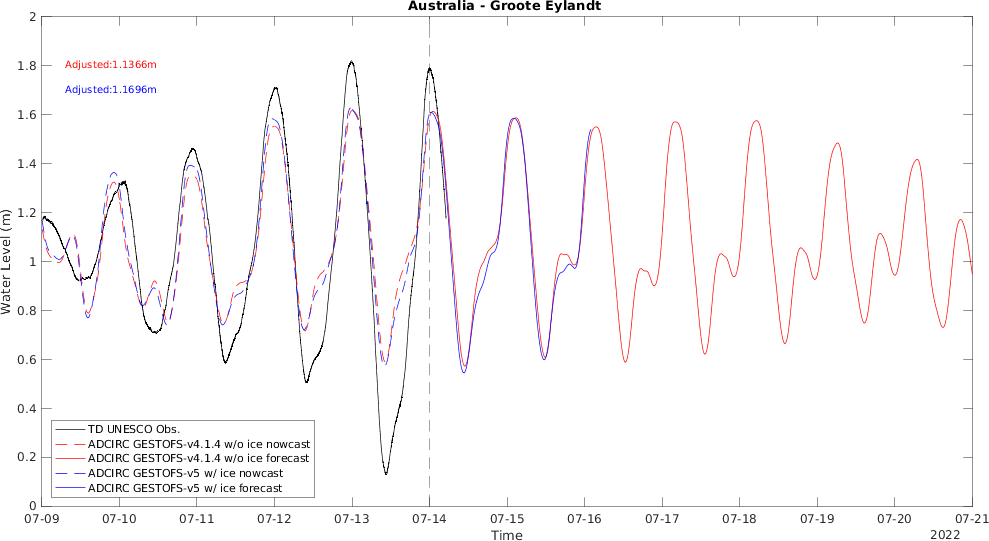 Australia - Groote Eylandt
Adjusted:1.1366m
Adjusted:1.1696m
Water Level (m)
2
1.8
1.6
1.4
1.2
1
0.8
0.6
0.4
0.2
0
TD UNESCO Obs.
ADCIRC GESTOFS-v4.1.4 w/o ice nowcast
ADCIRC GESTOFS-v4.1.4 w/o ice forecast
ADCIRC GESTOFS-v5 w/ ice nowcast
ADCIRC GESTOFS-v5 w/ ice forecast
07-09 07-10 07-11 07-12 07-13 07-14 07-15 07-16 07-17 07-18 07-19 07-20 07-21
Time
2022